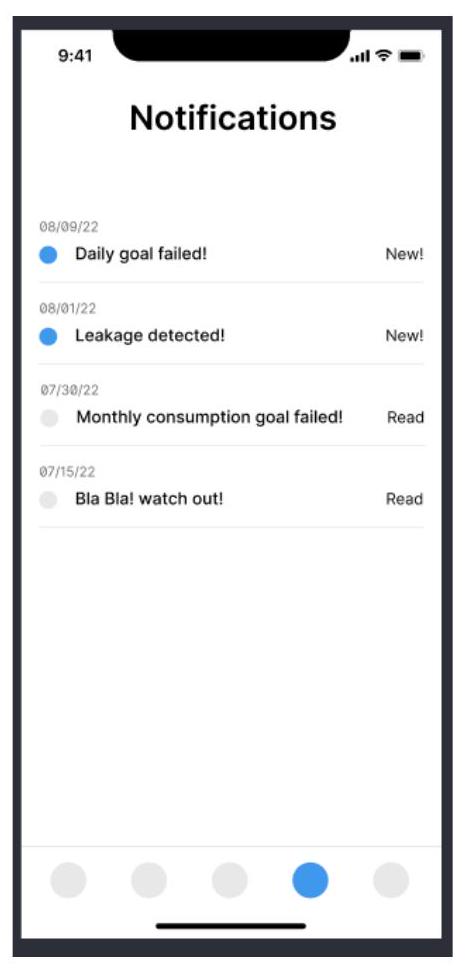 9:41
Notifications
08/09/22
Daily goal failed! New!
08/01/22
Leakage detected! New!
07/30/22
Monthly consumption goal failed! Read
07/15/22
Bla Bla! watch out! Read